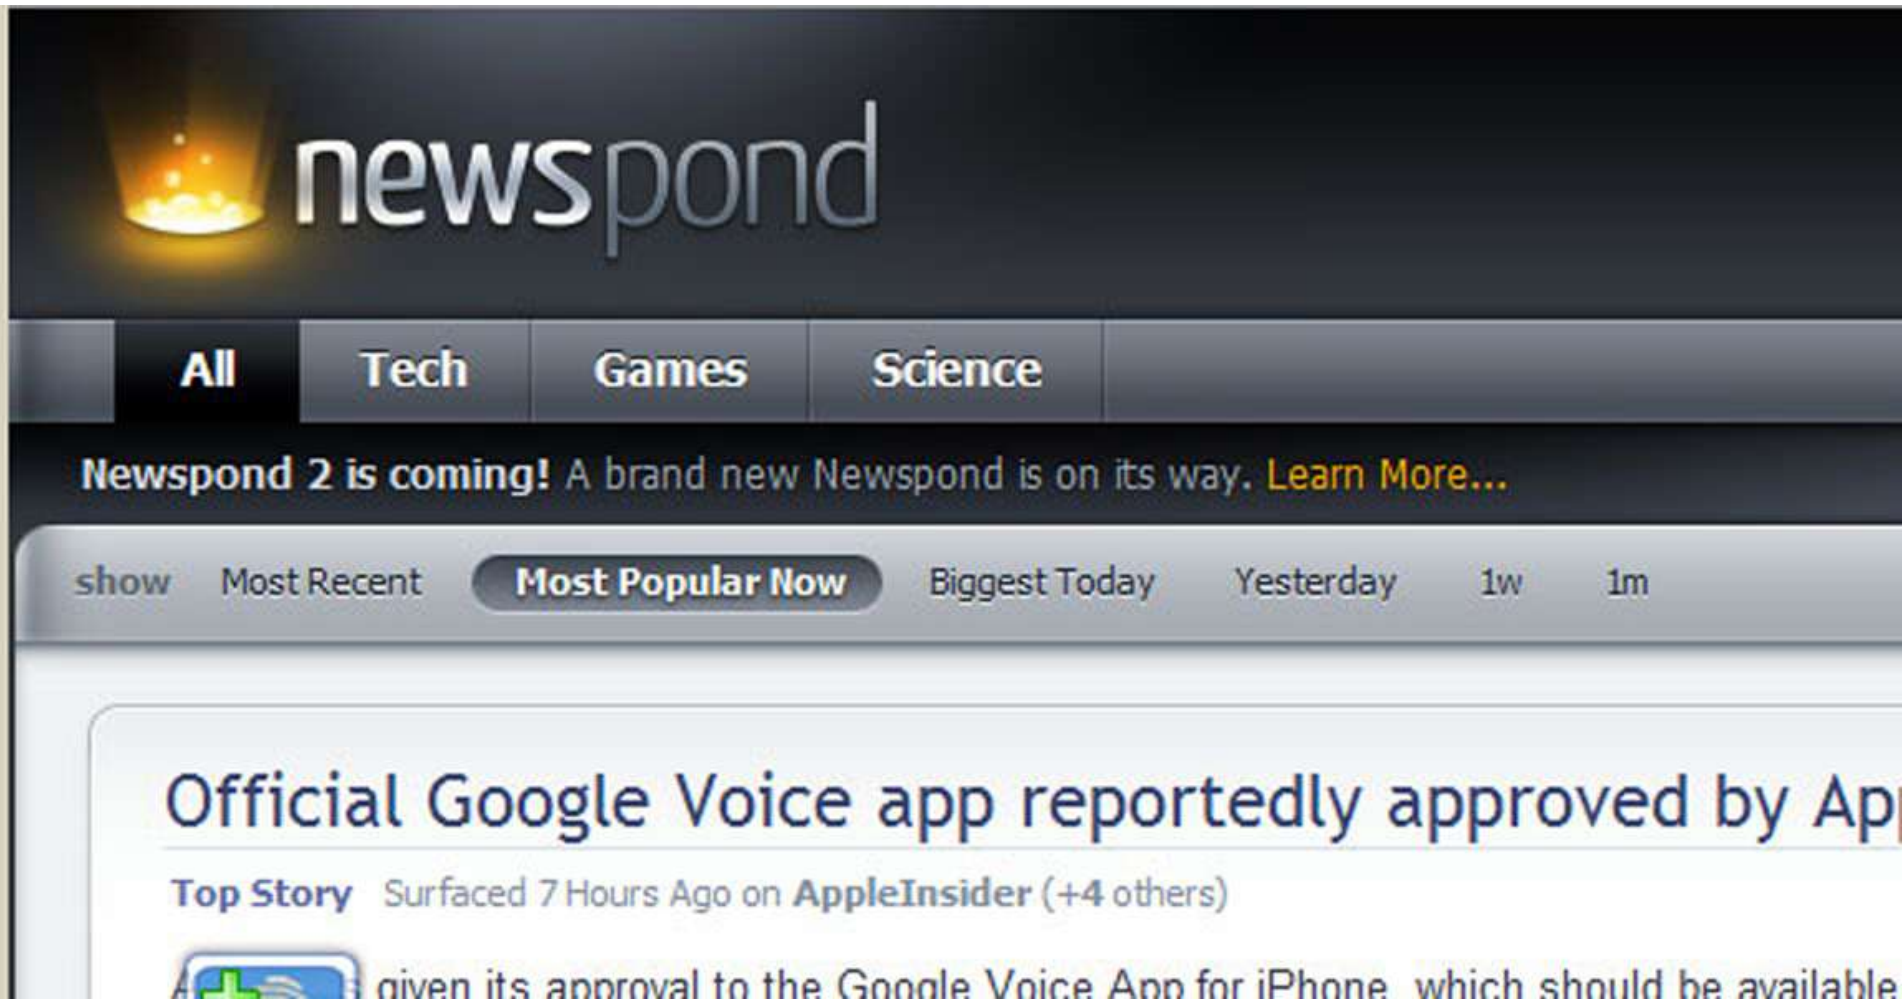 newspond
All Tech Games Science
Newspond 2 is coming! A brand new Newspond is on its way. Learn More...
show Most Recent Most Popular Now Biggest Today Yesterday 1w 1m
Official Google Voice app reportedly approved by App
Top Story Surfaced 7 Hours Ago on AppleInsider (+4 others)
given its approval to the Google Voice App for iPhone, which should be available